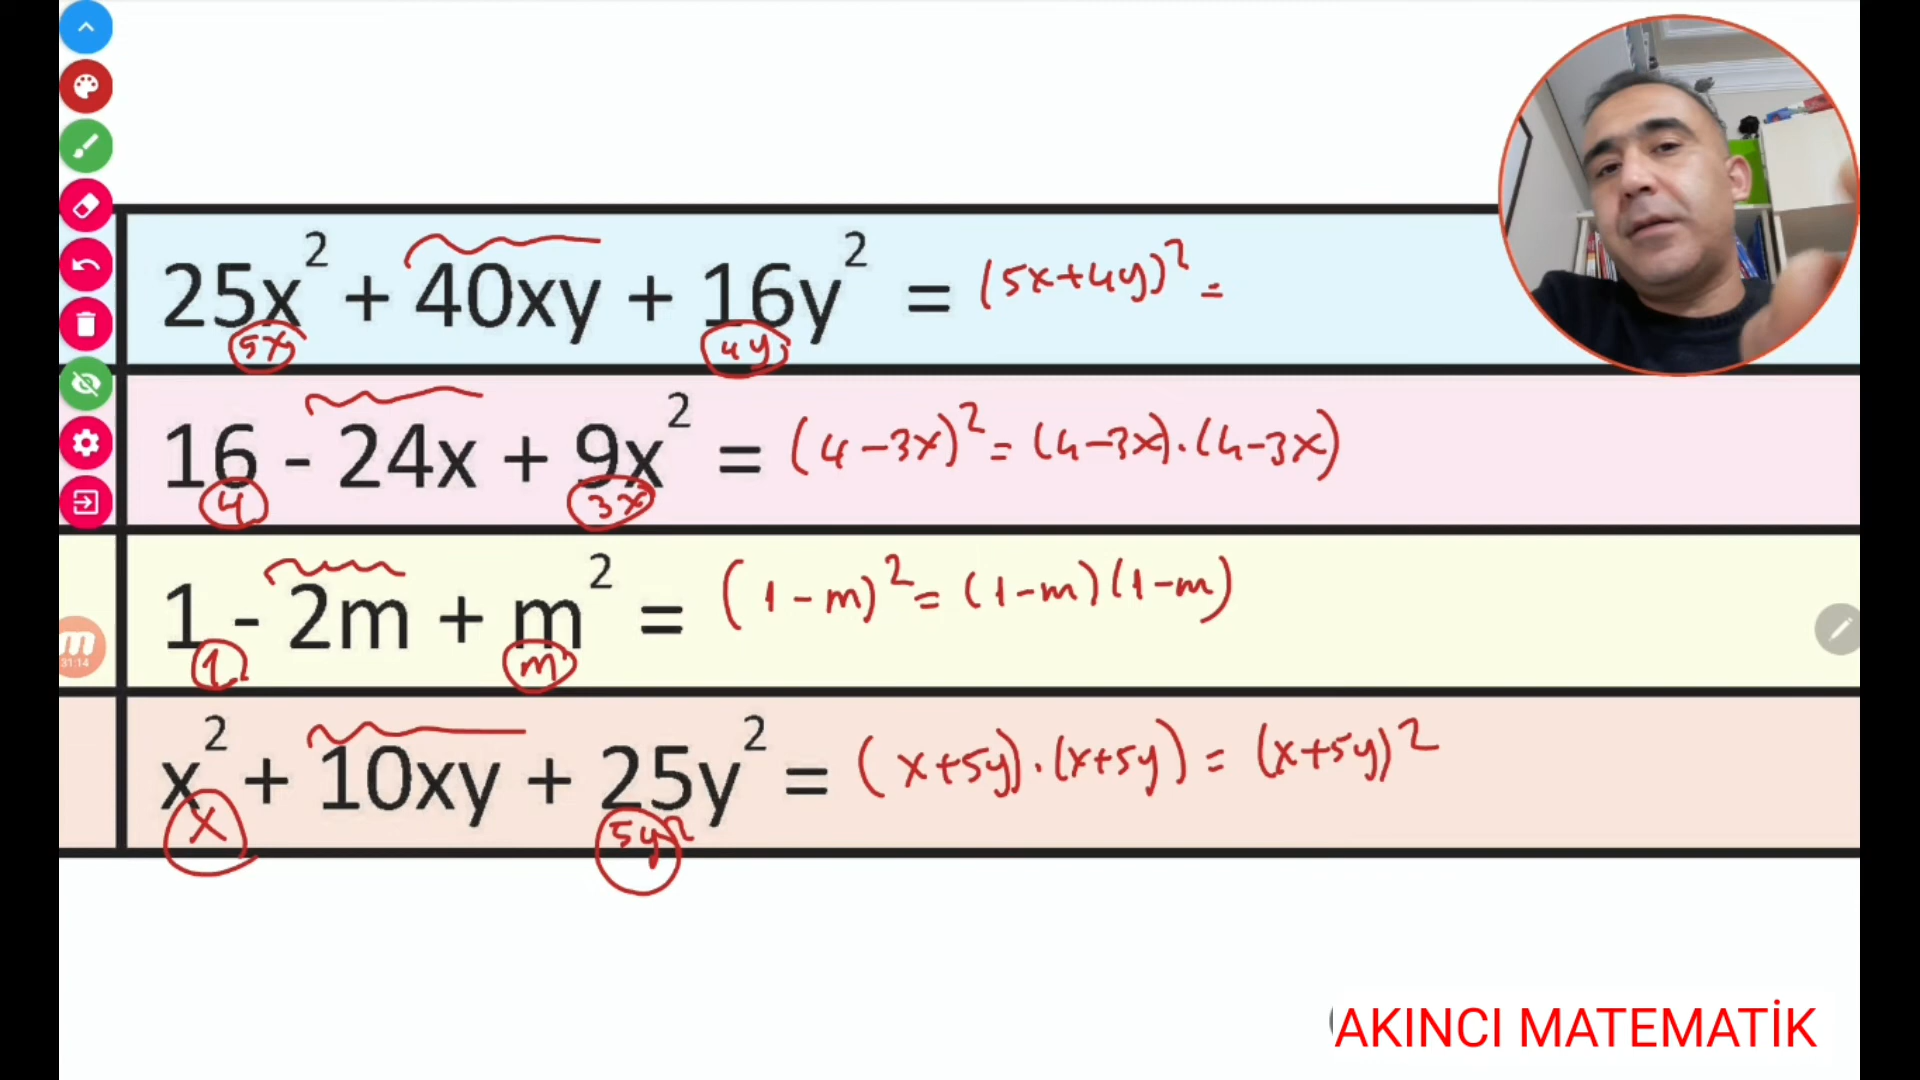 25x² + 40xy + 16y² = (5x+4y)² =
5x 4y
16 - 24x + 9x² = (4-3x)² = (4-3x).(4-3x)
4 3x
1 - 2m + m² = (1-m)² = (1-m)(1-m)
1 m
31:14
x² + 10xy + 25y² = (x+5y).(x+5y) = (x+5y)²
x 5y
AKINCI MATEMATİK